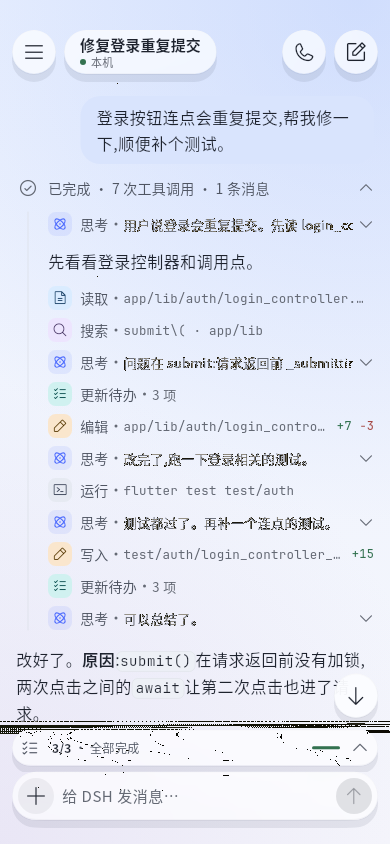 修复登录重复提交
本机
登录按钮连点会重复提交,帮我修一
下,顺便补个测试。
已完成 · 7 次工具调用 · 1 条消息
思考 · 用户说登录会重复提交。先读 login_cc
先看看登录控制器和调用点。
读取 · app/lib/auth/login_controller.…
搜索 · submit\( · app/lib
思考 · 问题在 submit:请求返回前 _submittir
更新待办 · 3 项
编辑 · app/lib/auth/login_contro… +7 -3
思考 · 改完了,跑一下登录相关的测试。
运行 · flutter test test/auth
思考 · 测试都过了。再补一个连点的测试。
写入 · test/auth/login_controller_… +15
更新待办 · 3 项
思考 · 可以总结了。
改好了。原因:submit() 在请求返回前没有加锁,
两次点击之间的 await 让第二次点击也进了
求。
3/3 · 全部完成
给 DSH 发消息…